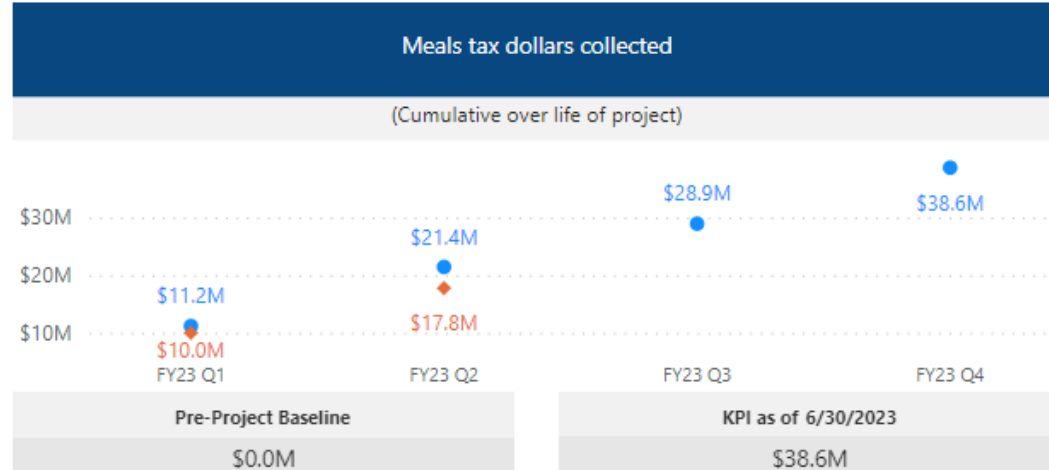 Meals tax dollars collected
(Cumulative over life of project)
$30M
$20M
$10M
$11.2M
$10.0M
$21.4M
$17.8M
$28.9M
$38.6M
FY23 Q1
FY23 Q2
FY23 Q3
FY23 Q4
Pre-Project Baseline
$0.0M
KPI as of 6/30/2023
$38.6M